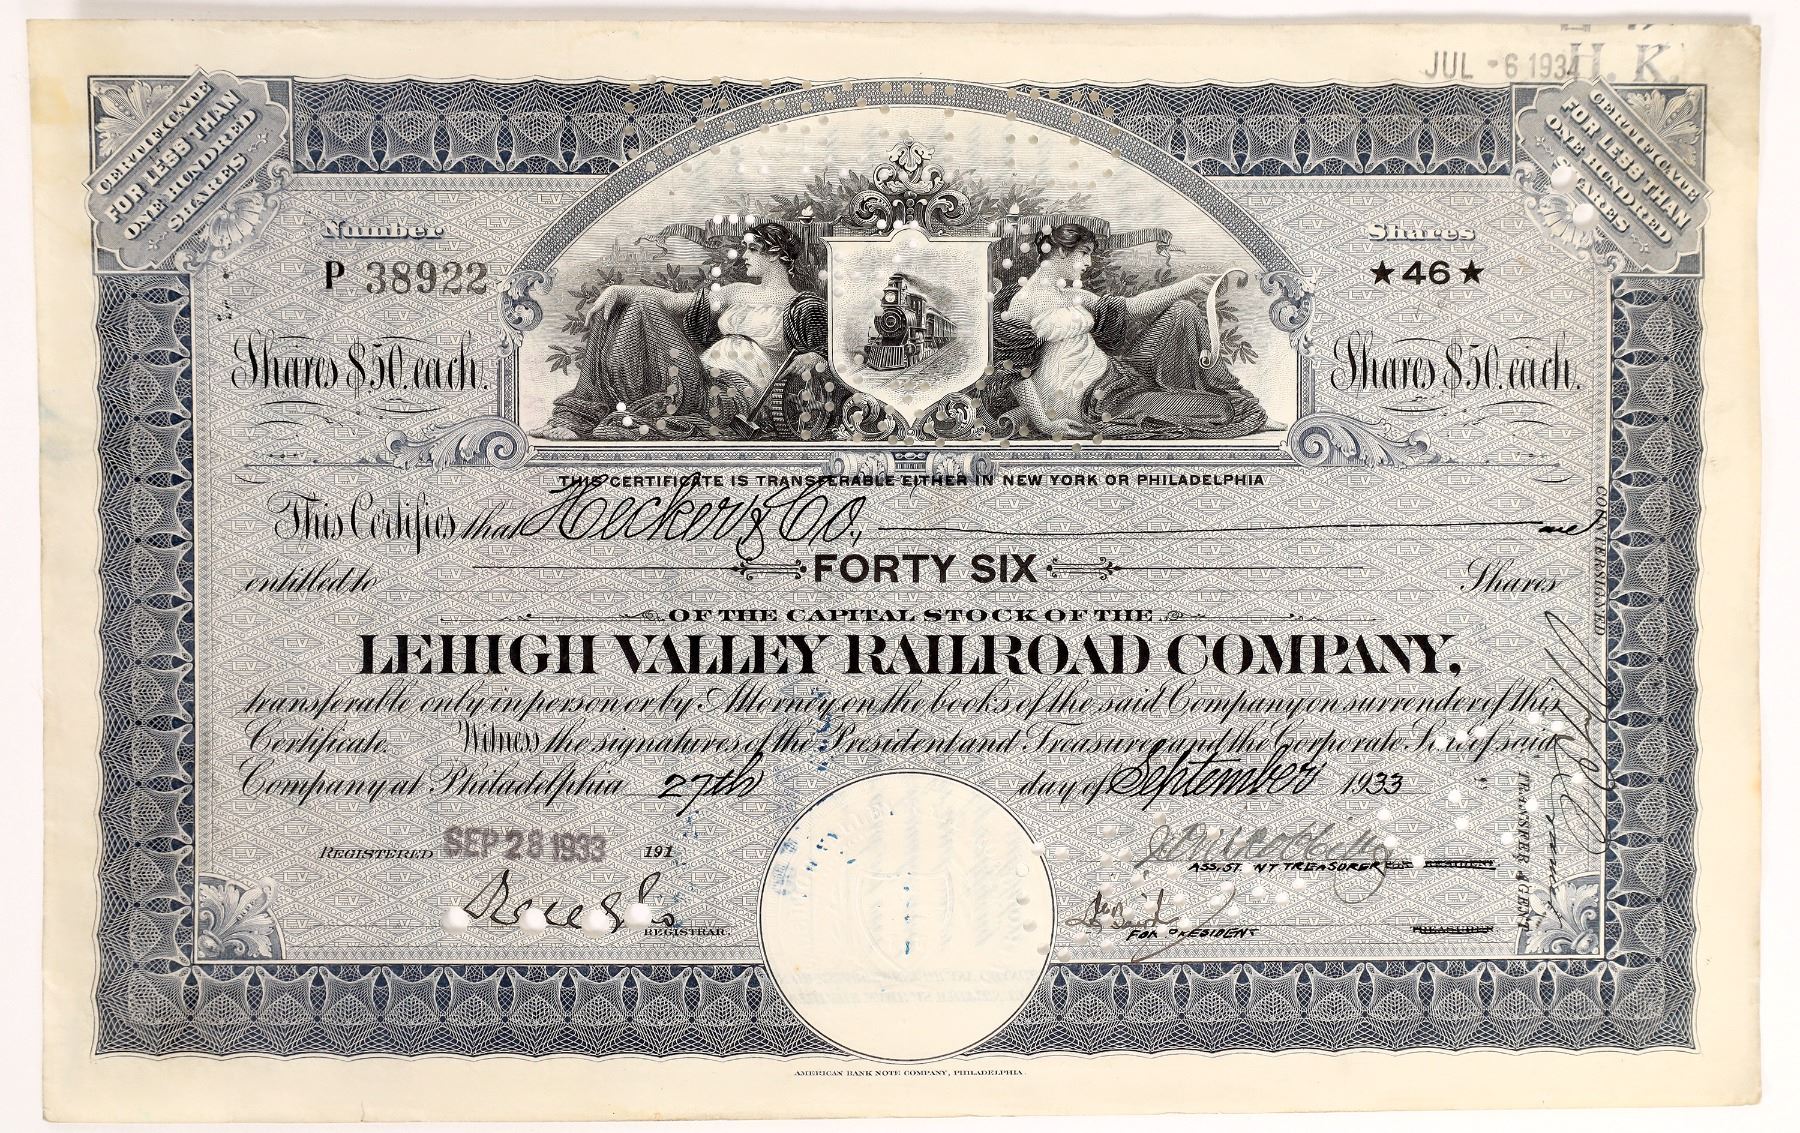 JUL -6 1934
H. K.
CERTIFICATE
FOR LESS THAN
ONE HUNDRED
SHARES
CERTIFICATE
FOR LESS THAN
ONE HUNDRED
SHARES
Number
P 38922
Shares
★46★
Shares $50. each.
Shares $50. each.
THIS CERTIFICATE IS TRANSFERABLE EITHER IN NEW YORK OR PHILADELPHIA
This Certifies that Hecker & Co., are
entitled to FORTY SIX Shares
OF THE CAPITAL STOCK OF THE
LEHIGH VALLEY RAILROAD COMPANY,
transferable only in person or by Attorney on the books of the said Company on surrender of this
Certificate. Witness the signatures of the President and Treasurer and the Corporate Seal of said
Company at Philadelphia 27th day of September 1933
REGISTERED SEP 28 1933 191
REGISTRAR.
ASS,ST. NY TREASURER FOR PRESIDENT
FOR PRESIDENT TREASURER
COUNTERSIGNED
TRANSFER AGENT
AMERICAN BANK NOTE COMPANY, PHILADELPHIA.